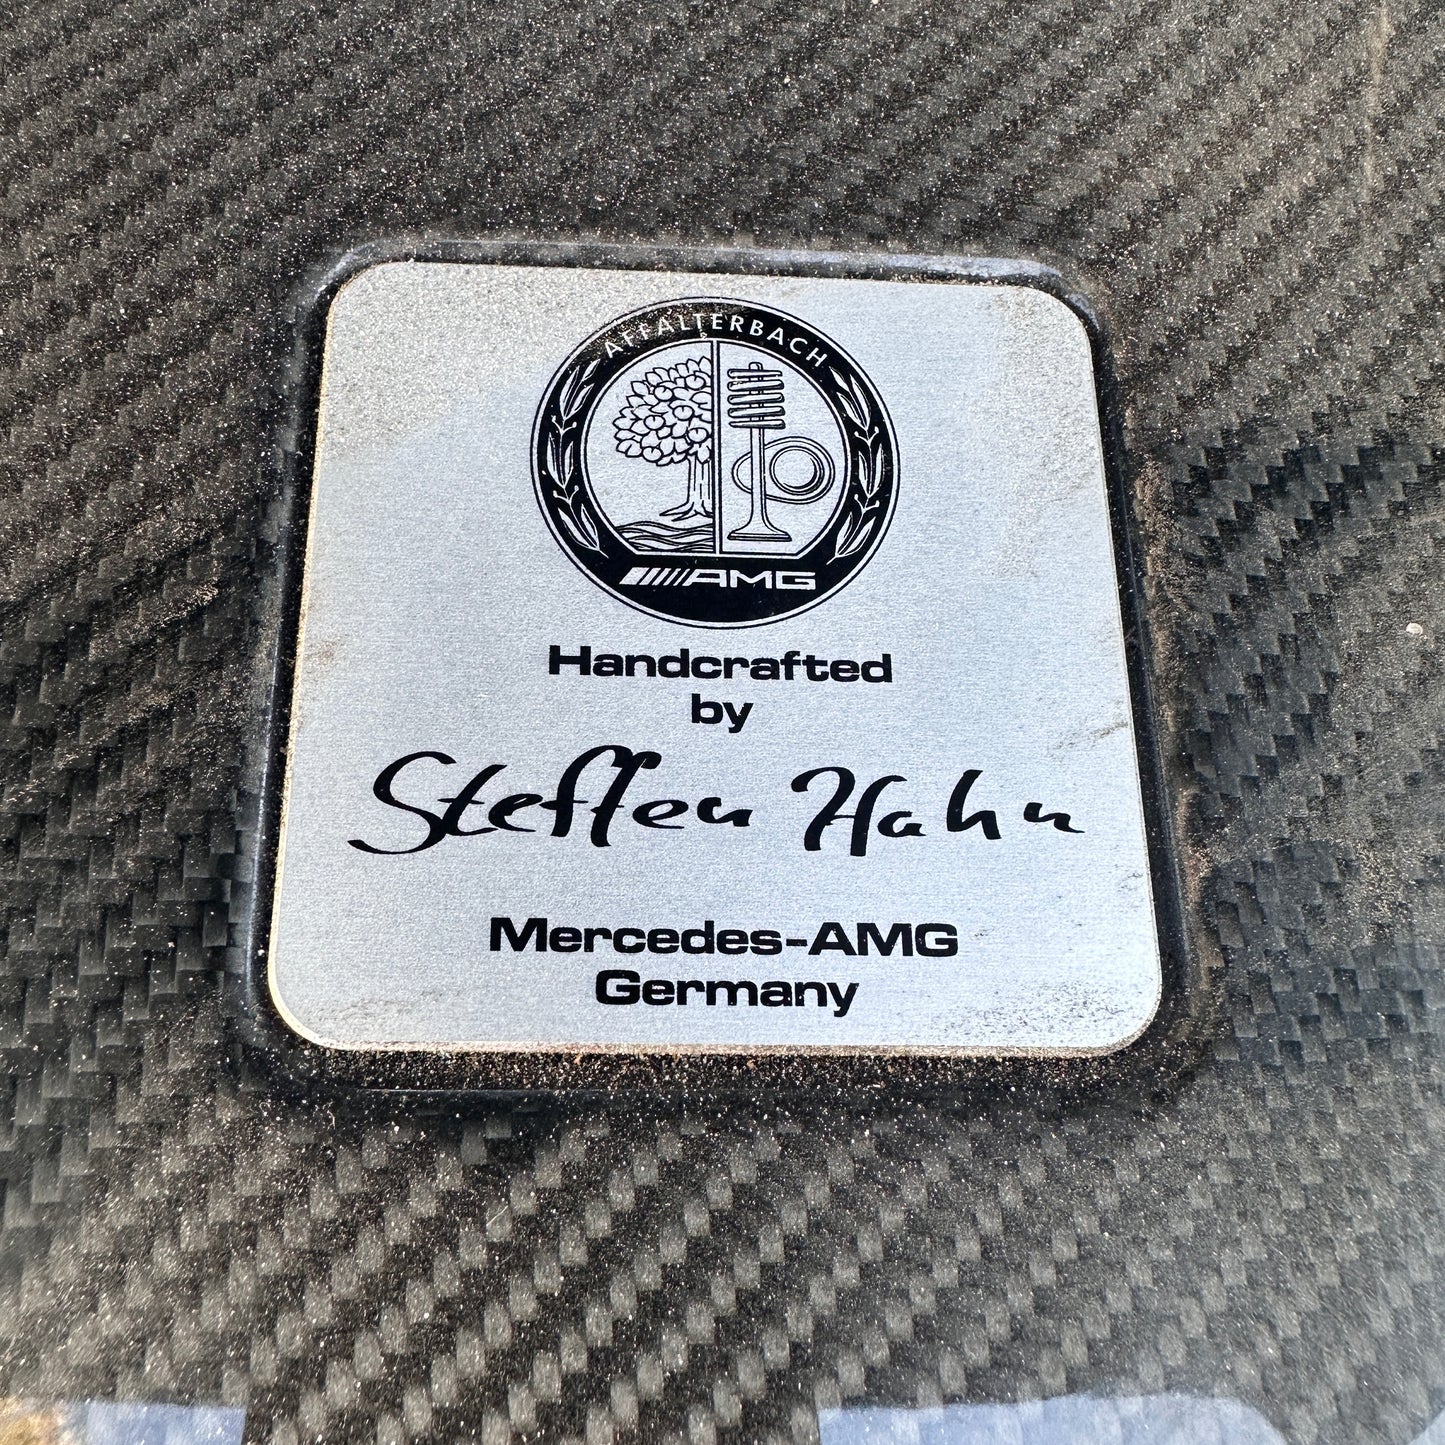 AFFALTERBACH
AMG
Handcrafted
by
Steffen Hahn
Mercedes-AMG
Germany